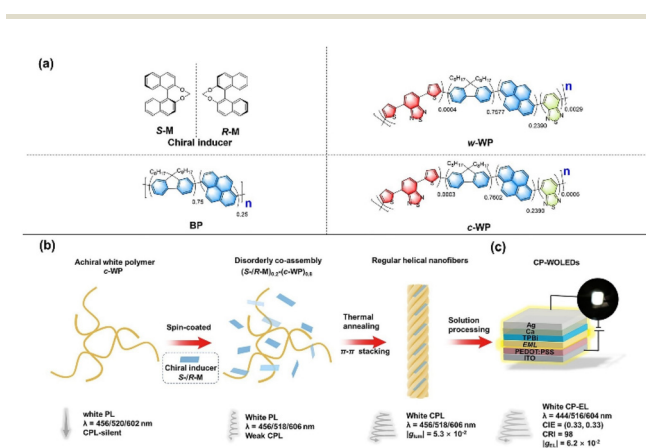 (a)
C₈H₁₇ C₈H₁₇
n
S
N N
S
S
0.0004
0.7577
0.2390
N S N
0.0029
S-M R-M
Chiral inducer
w-WP
C₈H₁₇ C₈H₁₇
0.75
n
0.25
BP
C₈H₁₇ C₈H₁₇
n
S
N N
S
S
0.0003
0.7602
0.2390
N S N
0.0006
c-WP
(b)
(c)
Achiral white polymer
c-WP
Disorderly co-assembly
(S-/R-M)₀.₂-(c-WP)₀.₈
Regular helical nanofibers
CP-WOLEDs
Spin-coated
Chiral inducer
S-/R-M
Thermal
annealing
π-π stacking
Solution
processing
Ag
Ca
TPBi
EML
PEDOT:PSS
ITO
white PL
λ = 456/520/602 nm
CPL-silent
white PL
λ = 456/518/606 nm
Weak CPL
White CPL
λ = 456/518/606 nm
|gₗᵤₘ| = 5.3 × 10⁻²
White CP-EL
λ = 444/516/604 nm
CIE = (0.33, 0.33)
CRI = 98
|g_EL| = 6.2 × 10⁻²